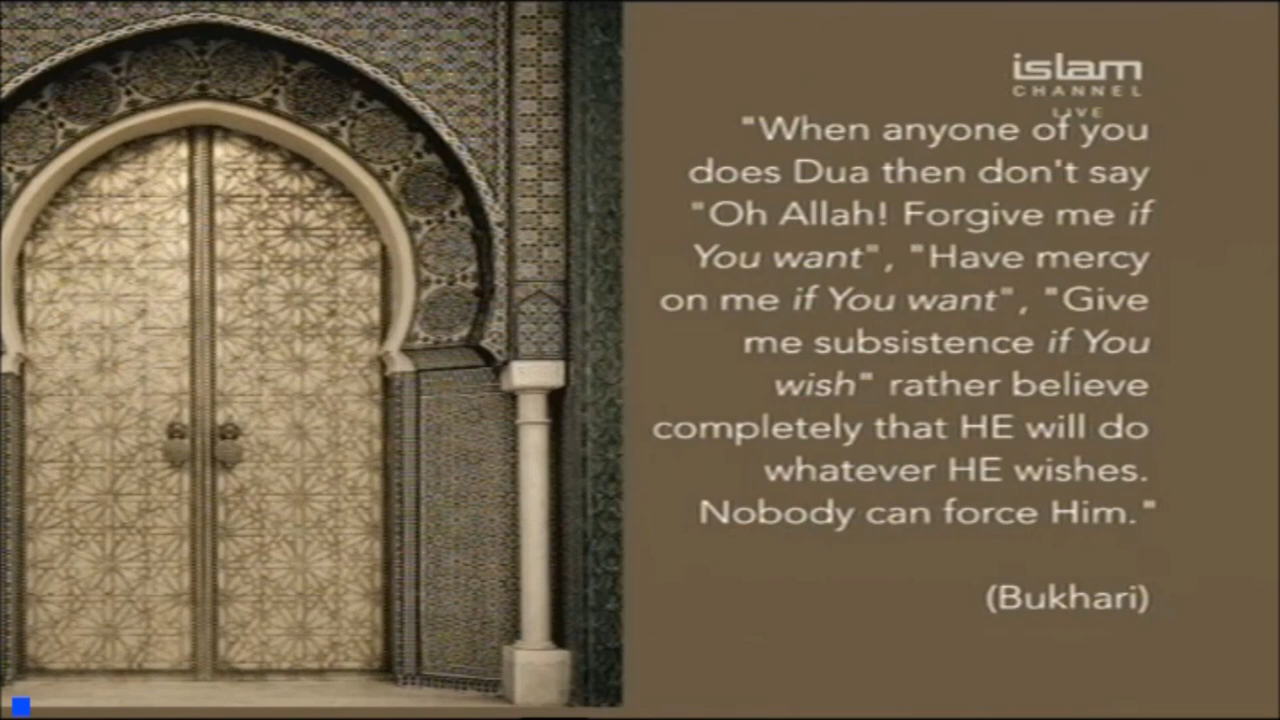 islam
CHANNEL
LIVE
"When anyone of you
does Dua then don't say
"Oh Allah! Forgive me if
You want", "Have mercy
on me if You want", "Give
me subsistence if You
wish" rather believe
completely that HE will do
whatever HE wishes.
Nobody can force Him."
(Bukhari)